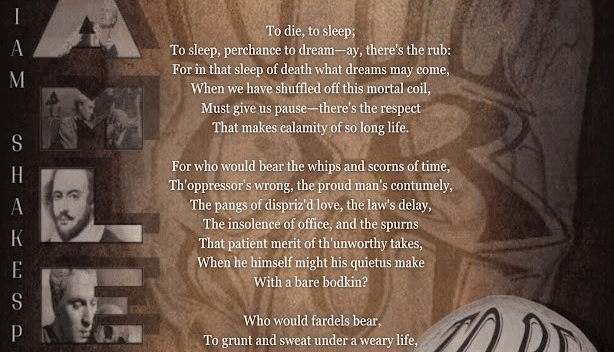 IAM
SHAKESP
AMLE
To die, to sleep;
To sleep, perchance to dream—ay, there's the rub:
For in that sleep of death what dreams may come,
When we have shuffled off this mortal coil,
Must give us pause—there's the respect
That makes calamity of so long life.
For who would bear the whips and scorns of time,
Th'oppressor's wrong, the proud man's contumely,
The pangs of dispriz'd love, the law's delay,
The insolence of office, and the spurns
That patient merit of th'unworthy takes,
When he himself might his quietus make
With a bare bodkin?
Who would fardels bear,
To grunt and sweat under a weary life,
TO BE